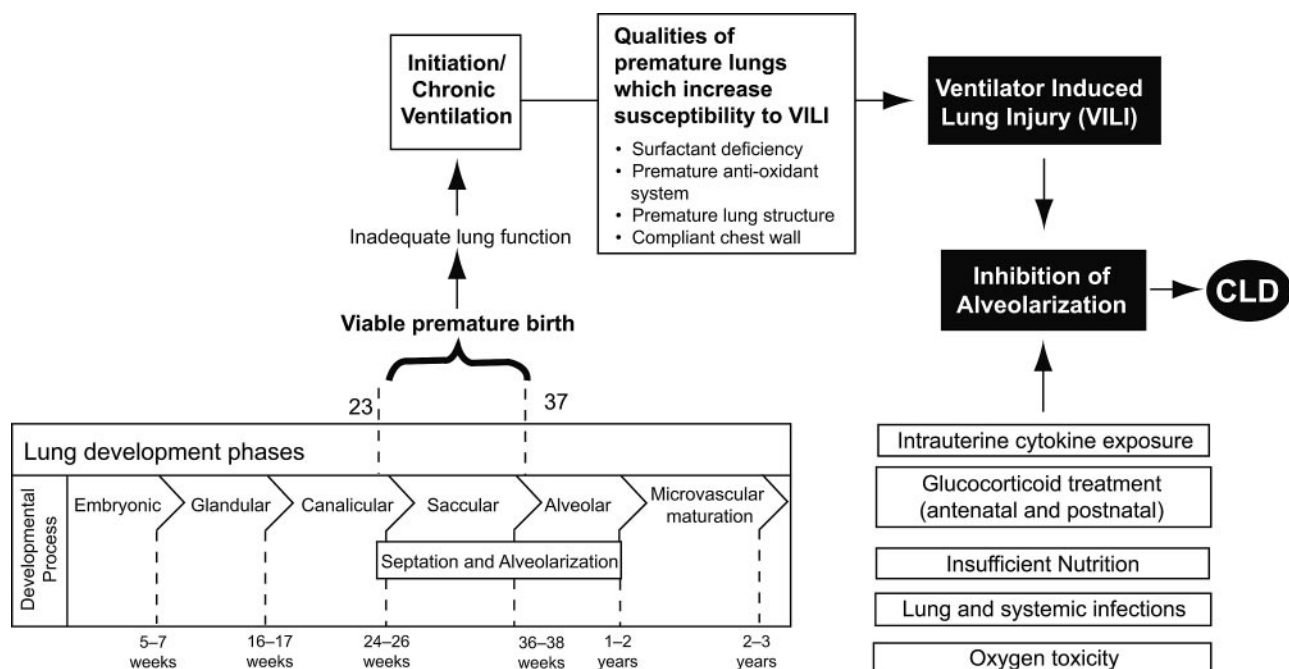 Initiation/
Chronic
Ventilation
Qualities of
premature lungs
which increase
susceptibility to VILI
• Surfactant deficiency
• Premature anti-oxidant
system
• Premature lung structure
• Compliant chest wall
Ventilator Induced
Lung Injury (VILI)
Inadequate lung function
Inhibition of
Alveolarization
CLD
Viable premature birth
23
37
Lung development phases
Developmental
Process
Embryonic
Glandular
Canalicular
Saccular
Alveolar
Microvascular
maturation
Septation and Alveolarization
5–7
weeks
16–17
weeks
24–26
weeks
36–38
weeks
1–2
years
2–3
years
Intrauterine cytokine exposure
Glucocorticoid treatment
(antenatal and postnatal)
Insufficient Nutrition
Lung and systemic infections
Oxygen toxicity